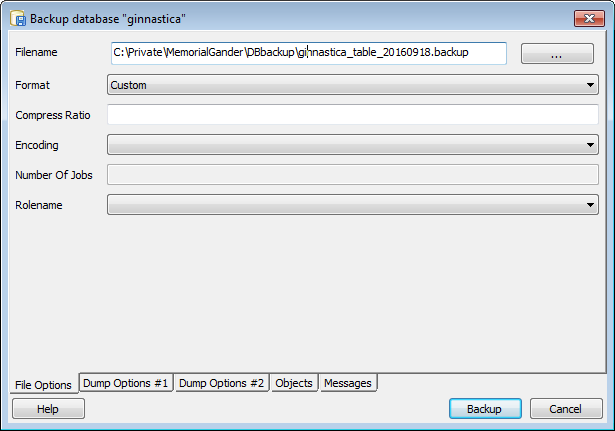 Backup database "ginnastica"
Filename C:\Private\MemorialGander\DBbackup\ginnastica_table_20160918.backup ...
Format Custom
Compress Ratio
Encoding
Number Of Jobs
Rolename
File Options Dump Options #1 Dump Options #2 Objects Messages
Help Backup Cancel